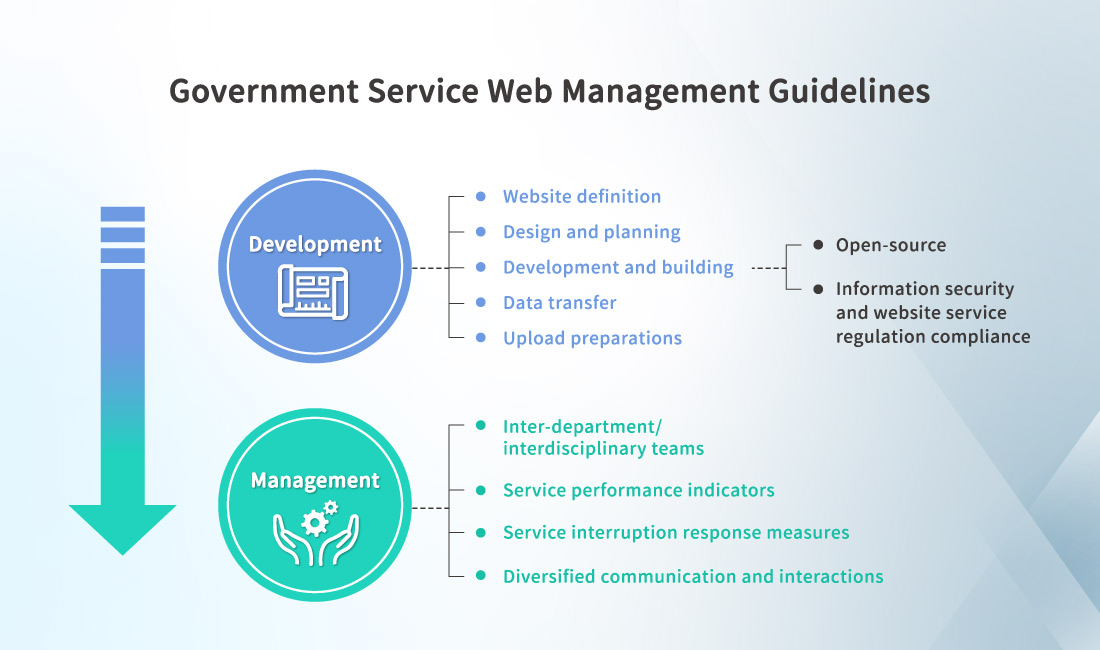 Government Service Web Management Guidelines
Development
Website definition
Design and planning
Development and building
Data transfer
Upload preparations
Open-source
Information security
and website service
regulation compliance
Management
Inter-department/
interdisciplinary teams
Service performance indicators
Service interruption response measures
Diversified communication and interactions